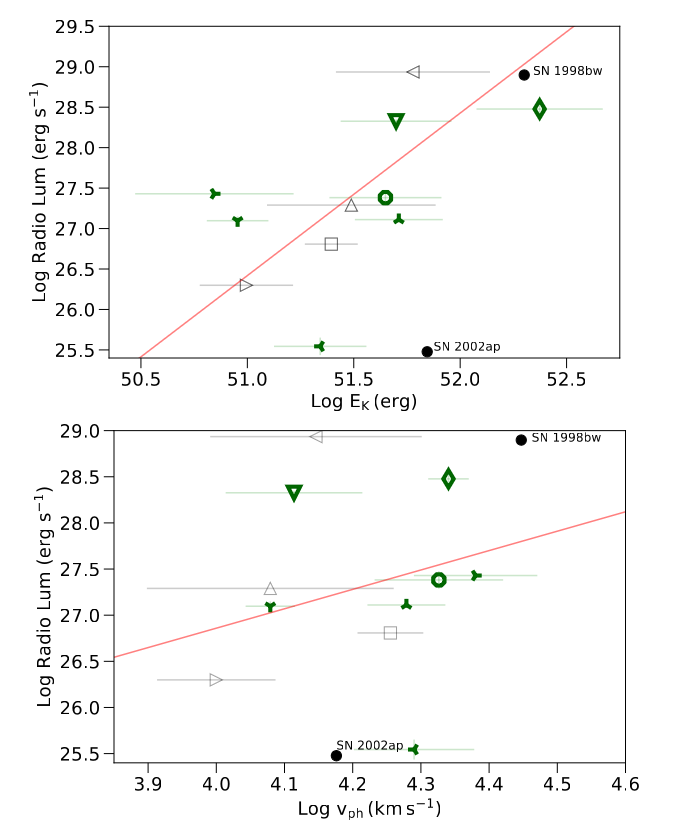 29.5
29.0
28.5
28.0
27.5
27.0
26.5
26.0
25.5
Log Radio Lum (erg s⁻¹)
SN 1998bw
SN 2002ap
50.5 51.0 51.5 52.0 52.5
Log E_K (erg)
29.0
28.5
28.0
27.5
27.0
26.5
26.0
25.5
Log Radio Lum (erg s⁻¹)
SN 1998bw
SN 2002ap
3.9 4.0 4.1 4.2 4.3 4.4 4.5 4.6
Log v_ph (km s⁻¹)